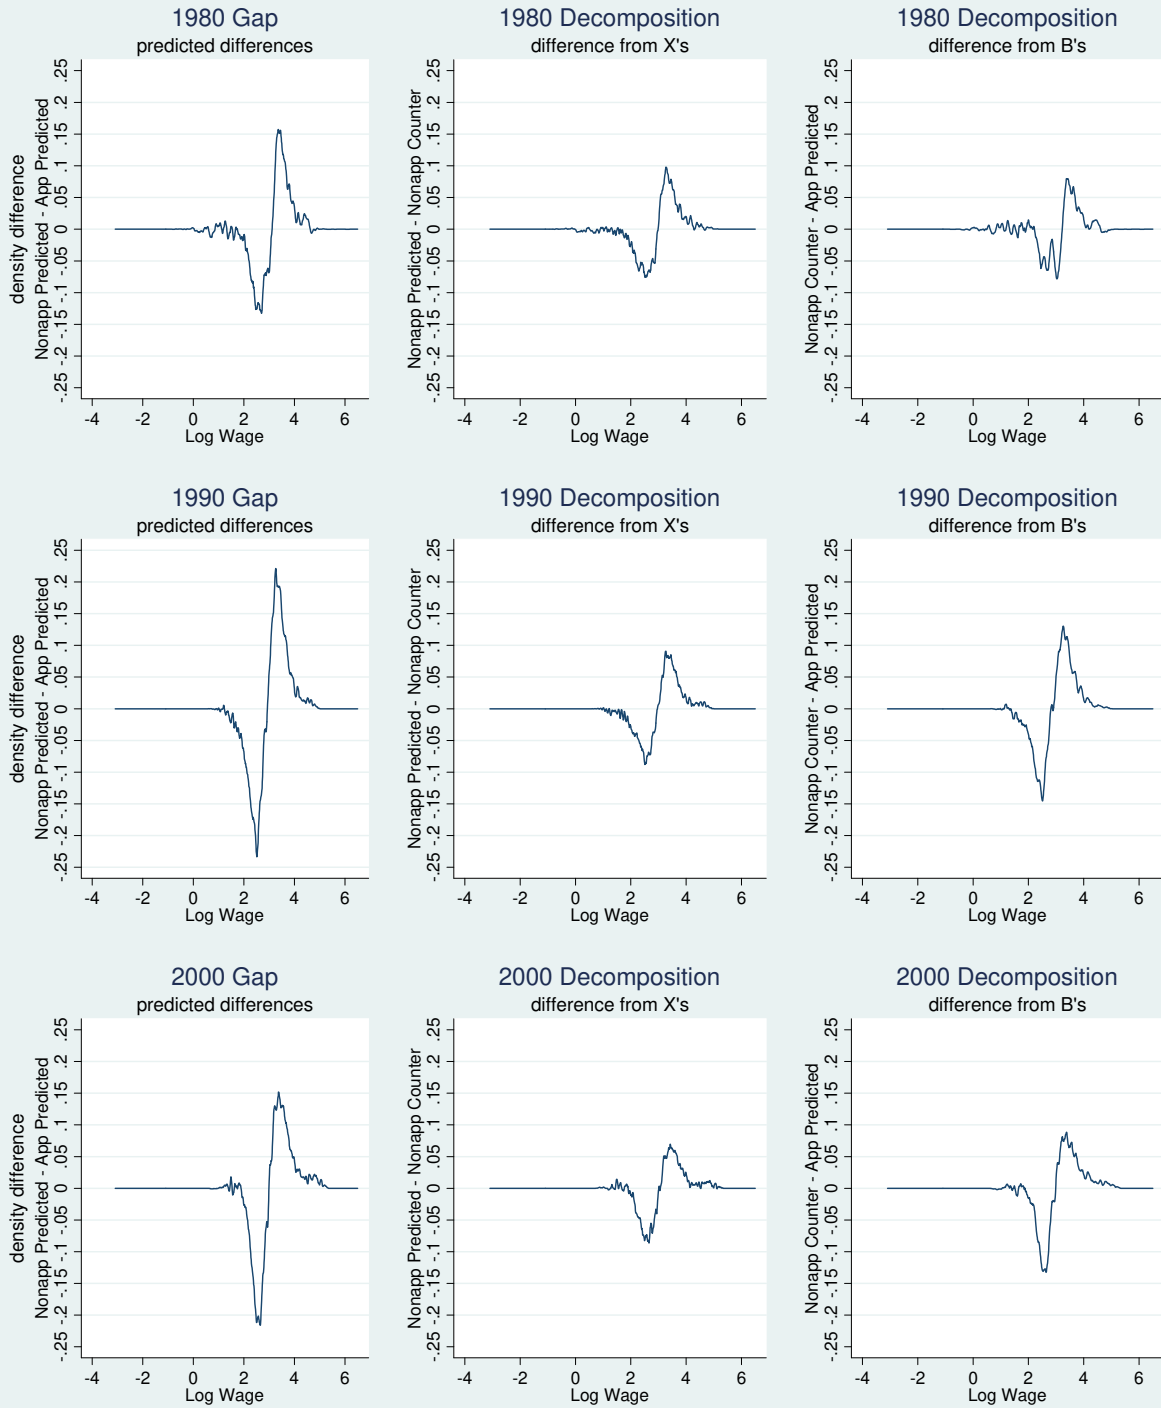 1980 Gap
predicted differences
density difference
Nonapp Predicted - App Predicted
.25
.2
.15
.1
.05
0
-.05
-.1
-.15
-.2
-.25
-4 -2 0 2 4 6
Log Wage
1980 Decomposition
difference from X's
Nonapp Predicted - Nonapp Counter
.25
.2
.15
.1
.05
0
-.05
-.1
-.15
-.2
-.25
-4 -2 0 2 4 6
Log Wage
1980 Decomposition
difference from B's
Nonapp Counter - App Predicted
.25
.2
.15
.1
.05
0
-.05
-.1
-.15
-.2
-.25
-4 -2 0 2 4 6
Log Wage
1990 Gap
predicted differences
density difference
Nonapp Predicted - App Predicted
.25
.2
.15
.1
.05
0
-.05
-.1
-.15
-.2
-.25
-4 -2 0 2 4 6
Log Wage
1990 Decomposition
difference from X's
Nonapp Predicted - Nonapp Counter
.25
.2
.15
.1
.05
0
-.05
-.1
-.15
-.2
-.25
-4 -2 0 2 4 6
Log Wage
1990 Decomposition
difference from B's
Nonapp Counter - App Predicted
.25
.2
.15
.1
.05
0
-.05
-.1
-.15
-.2
-.25
-4 -2 0 2 4 6
Log Wage
2000 Gap
predicted differences
density difference
Nonapp Predicted - App Predicted
.25
.2
.15
.1
.05
0
-.05
-.1
-.15
-.2
-.25
-4 -2 0 2 4 6
Log Wage
2000 Decomposition
difference from X's
Nonapp Predicted - Nonapp Counter
.25
.2
.15
.1
.05
0
-.05
-.1
-.15
-.2
-.25
-4 -2 0 2 4 6
Log Wage
2000 Decomposition
difference from B's
Nonapp Counter - App Predicted
.25
.2
.15
.1
.05
0
-.05
-.1
-.15
-.2
-.25
-4 -2 0 2 4 6
Log Wage